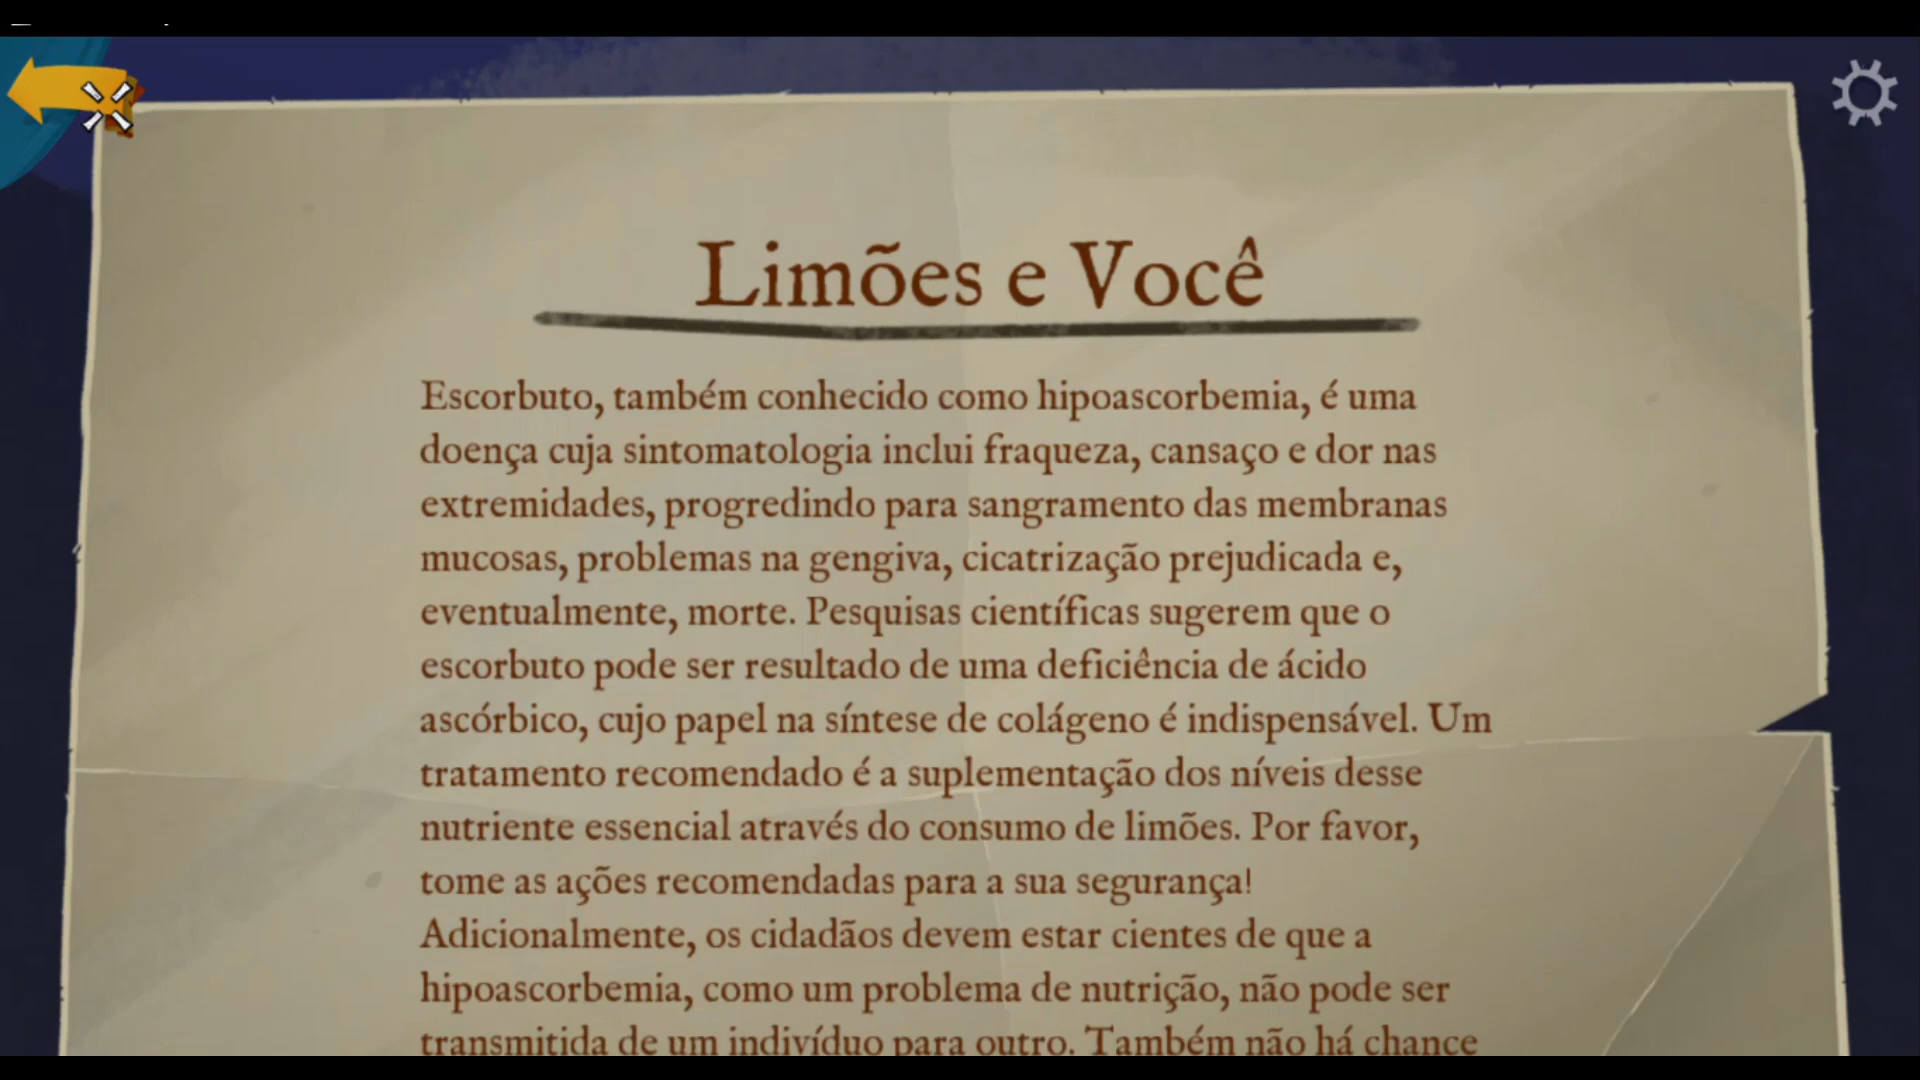 Limões e Você
Escorbuto, também conhecido como hipoascorbemia, é uma
doença cuja sintomatologia inclui fraqueza, cansaço e dor nas
extremidades, progredindo para sangramento das membranas
mucosas, problemas na gengiva, cicatrização prejudicada e,
eventualmente, morte. Pesquisas científicas sugerem que o
escorbuto pode ser resultado de uma deficiência de ácido
ascórbico, cujo papel na síntese de colágeno é indispensável. Um
tratamento recomendado é a suplementação dos níveis desse
nutriente essencial através do consumo de limões. Por favor,
tome as ações recomendadas para a sua segurança!
Adicionalmente, os cidadãos devem estar cientes de que a
hipoascorbemia, como um problema de nutrição, não pode ser
transmitida de um indivíduo para outro. Também não há chance